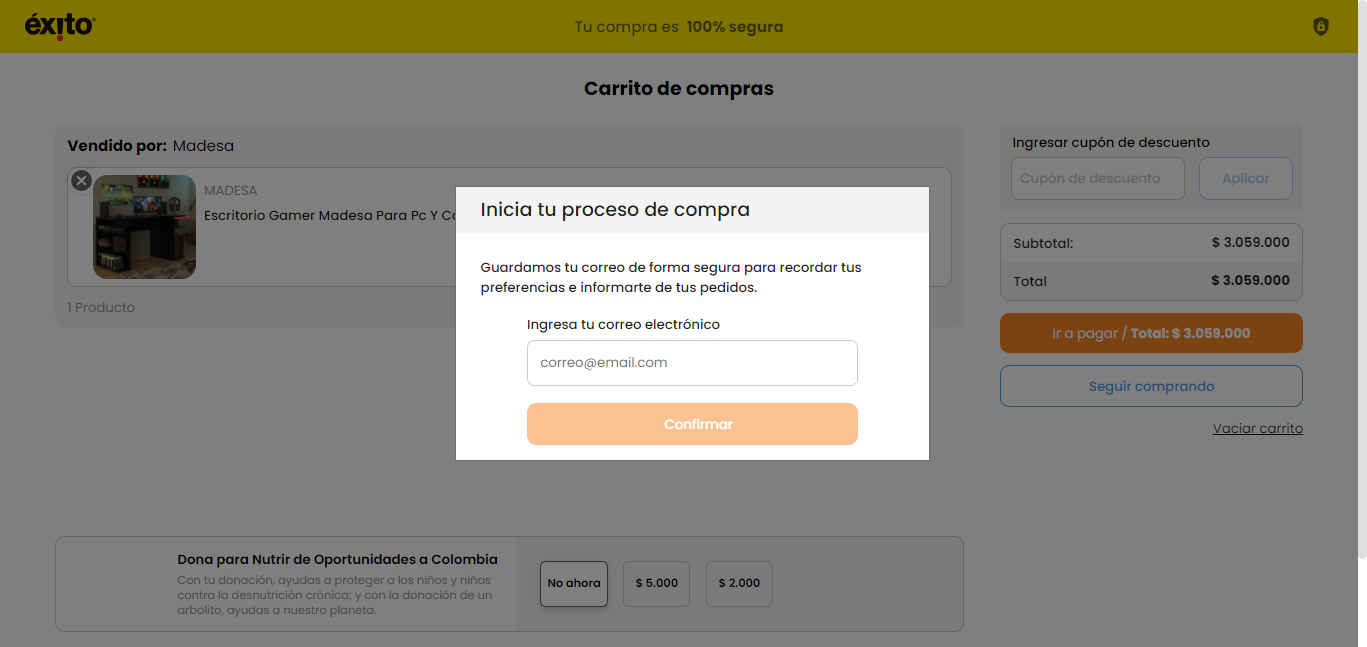 éxito
Tu compra es 100% segura
Carrito de compras
Vendido por: Madesa
MADESA
Escritorio Gamer Madesa Para Pc Y
1 Producto
Inicia tu proceso de compra
Guardamos tu correo de forma segura para recordar tus
preferencias e informarte de tus pedidos.
Ingresa tu correo electrónico
correo@email.com
Confirmar
Ingresar cupón de descuento
Cupón de descuento
Aplicar
Subtotal: $ 3.059.000
Total $ 3.059.000
Ir a pagar / Total: $ 3.059.000
Seguir comprando
Vaciar carrito
Dona para Nutrir de Oportunidades a Colombia
Con tu donación, ayudas a proteger a los niños y niñas
contra la desnutrición crónica; y con la donación de un
arbolito, ayudas a nuestro planeta.
No ahora
$ 5.000
$ 2.000